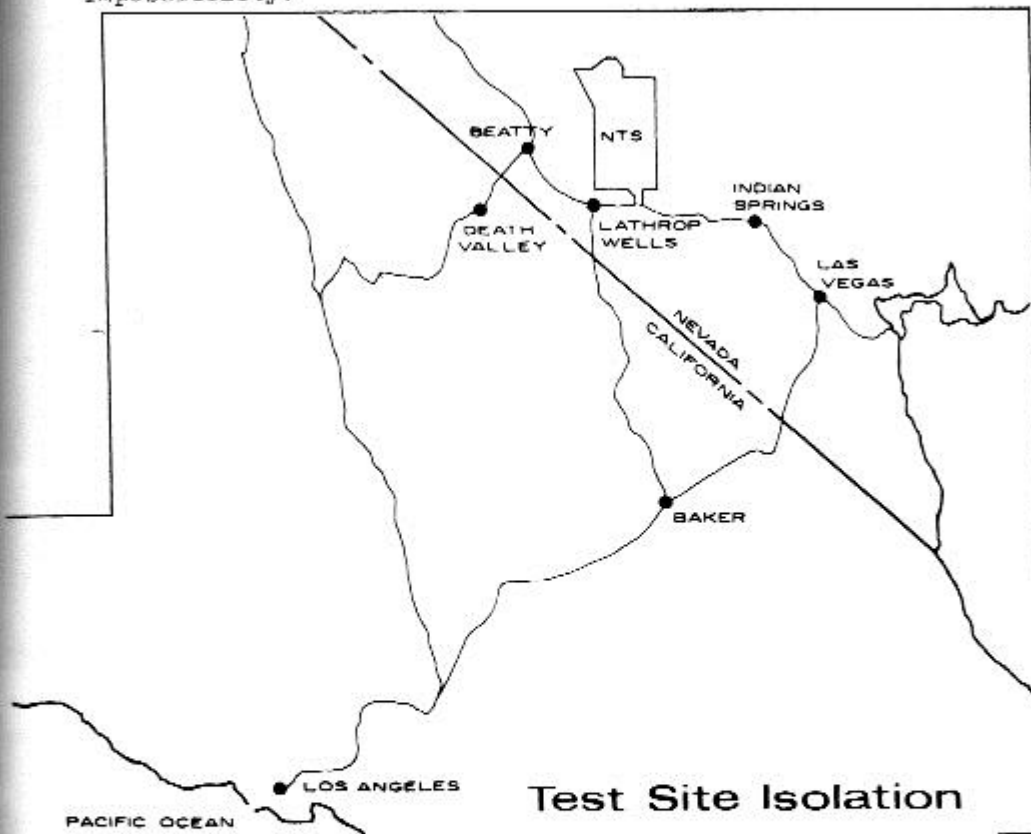 BEATTY
NTS
DEATH
VALLEY
LATHROP
WELLS
INDIAN
SPRINGS
LAS
VEGAS
NEVADA
CALIFORNIA
BAKER
LOS ANGELES
PACIFIC OCEAN
Test Site Isolation